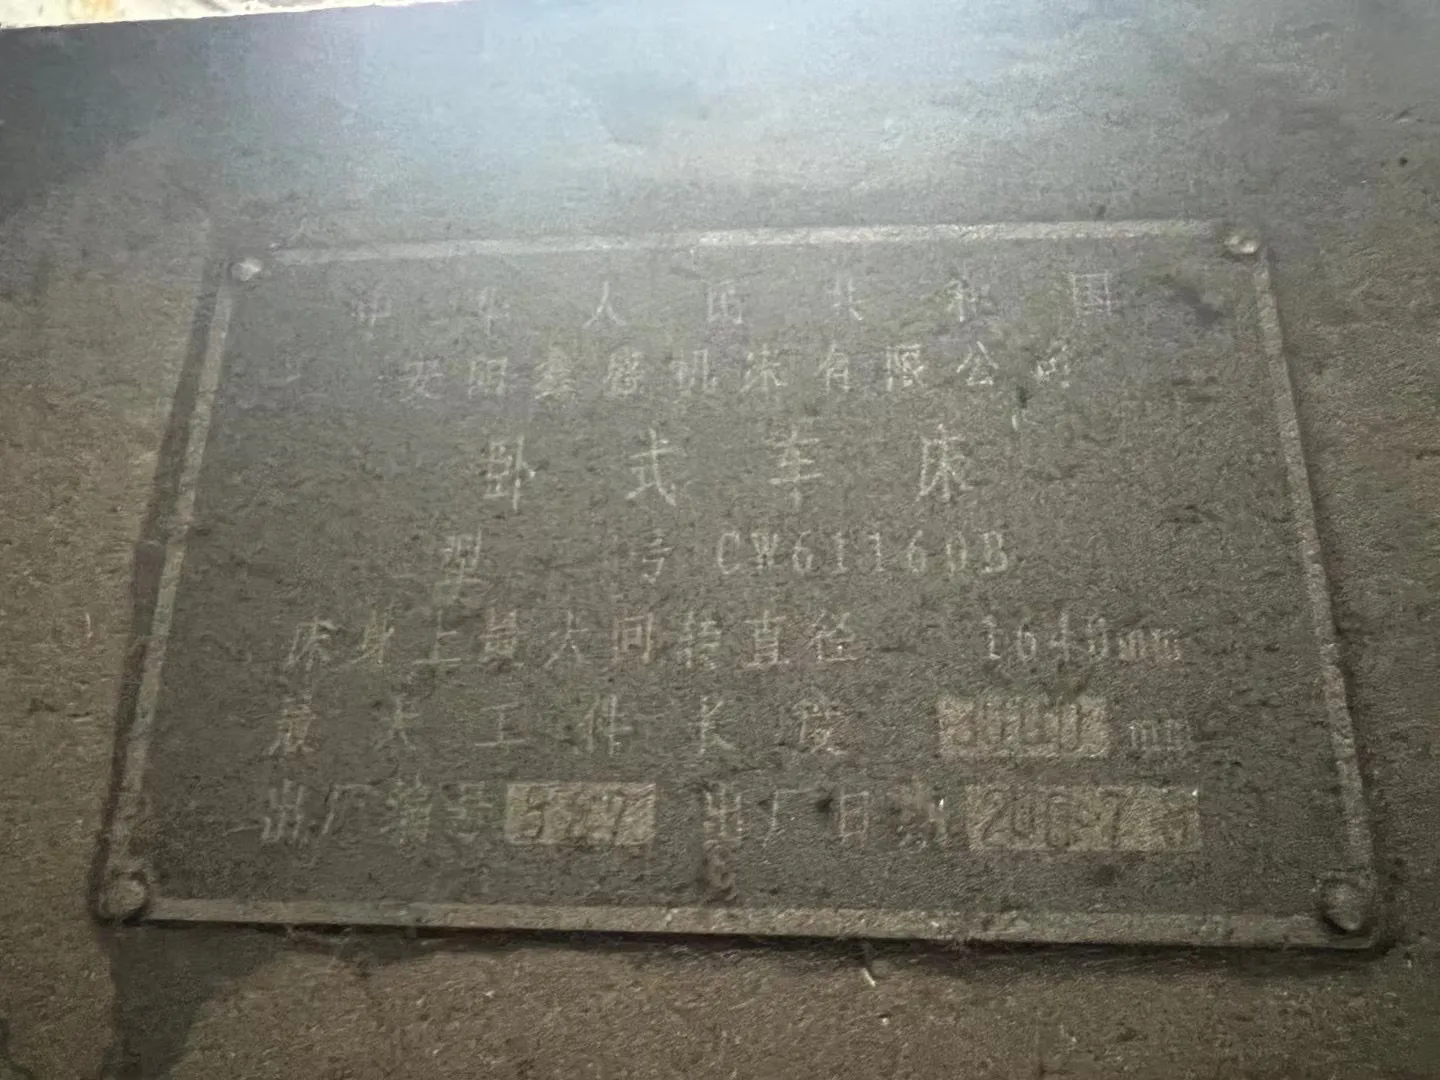 中华人民共和国
安阳鑫盛机床有限公司
卧式车床
型号 CW61160B
床身上最大回转直径 1640mm
最大工件长度 mm
出厂编号 出厂日期